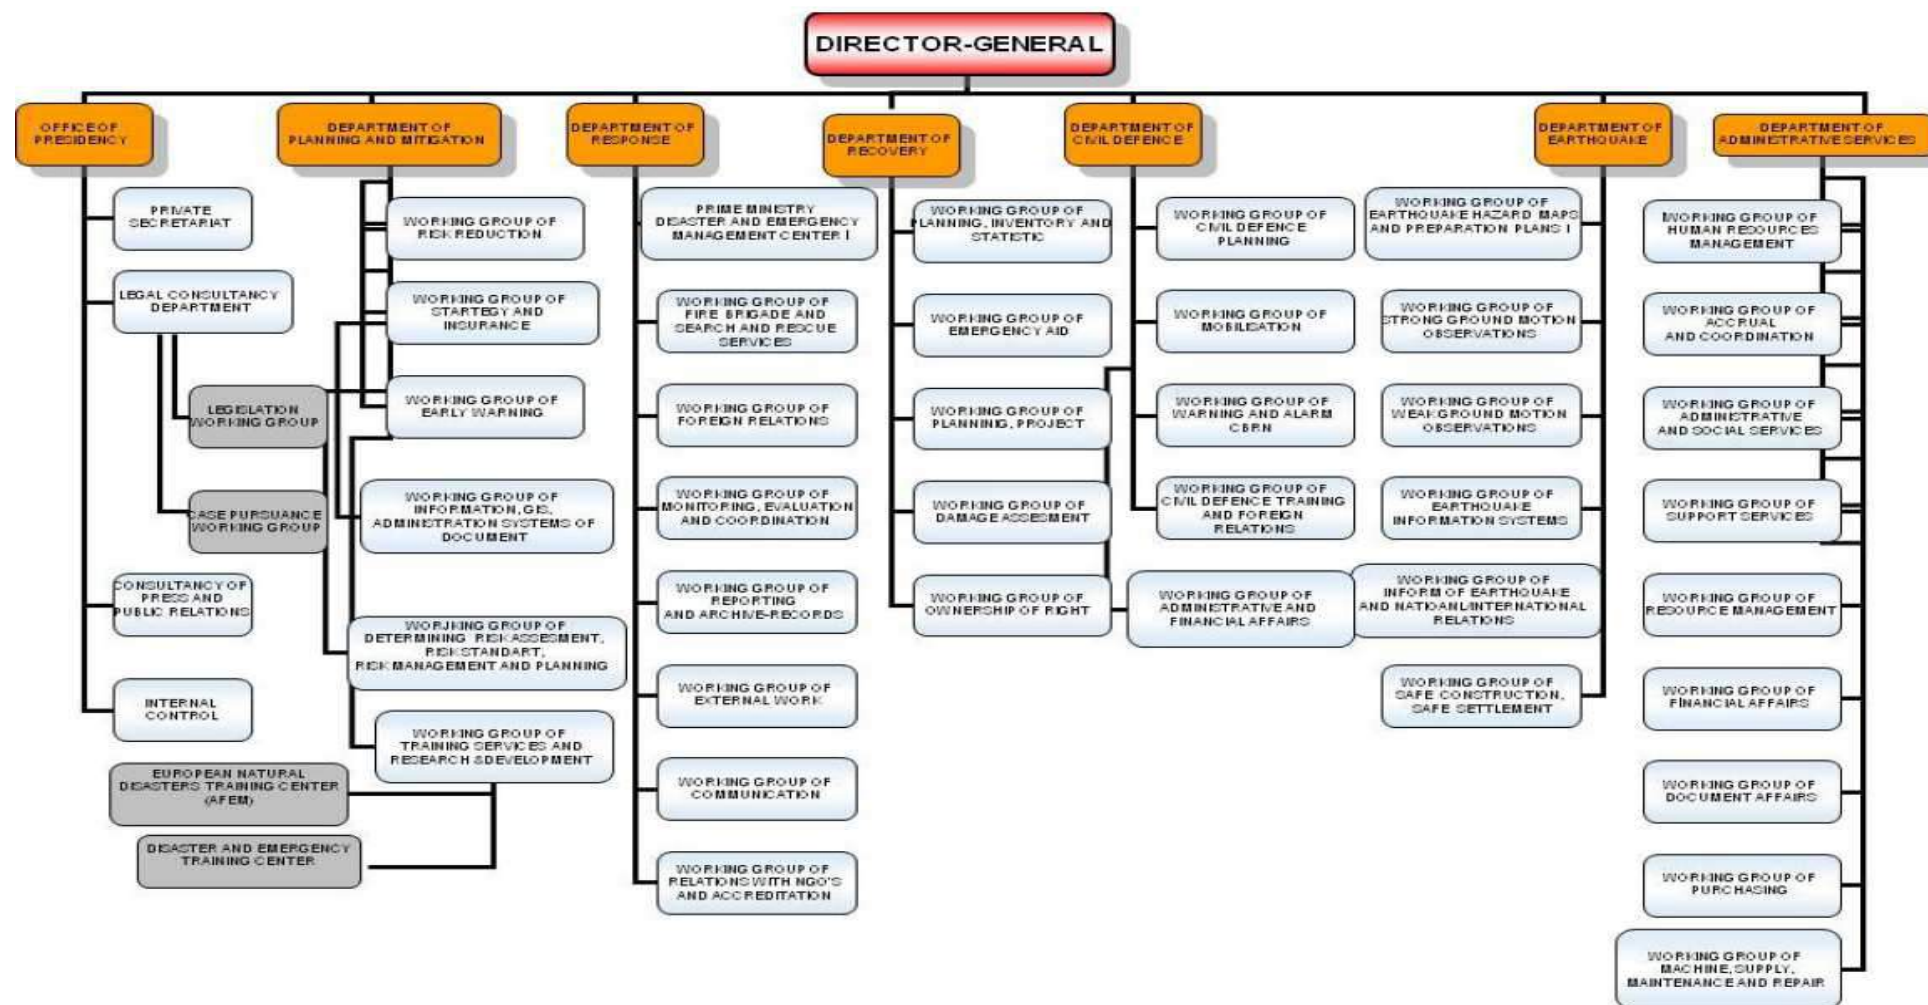 DIRECTOR-GENERAL
OFFICE OF
PRESIDENCY
PRIVATE
SECRETARIAT
LEGAL CONSULTANCY
DEPARTMENT
LEGISLATION
WORKING GROUP
CASE PURSUANCE
WORKING GROUP
CONSULTANCY OF
PRESS AND
PUBLIC RELATIONS
INTERNAL
CONTROL
DEPARTMENT OF
PLANNING AND MITIGATION
WORKING GROUP OF
RISK REDUCTION
WORKING GROUP OF
STARTEGY AND
INSURANCE
WORKING GROUP OF
EARLY WARNING
WORKING GROUP OF
INFORMATION, GIS,
ADMINISTRATION SYSTEMS OF
DOCUMENT
WORJKING GROUP OF
DETERMINING RISK ASSESMENT,
RISK STANDART,
RISK MANAGEMENT AND PLANNING
WORKING GROUP OF
TRAINING SERVICES AND
RESEARCH &DEVELOPMENT
EUROPEAN NATURAL
DISASTERS TRAINING CENTER
(AFEM)
DISASTER AND EMERGENCY
TRAINING CENTER
DEPARTMENT OF
RESPONSE
PRIME MINISTRY
DISASTER AND EMERGENCY
MANAGEMENT CENTER I
WORKING GROUP OF
FIRE BRIGADE AND
SEARCH AND RESCUE
SERVICES
WORKING GROUP OF
FOREIGN RELATIONS
WORKING GROUP OF
MONITORING, EVALUATION
AND COORDINATION
WORKING GROUP OF
REPORTING
AND ARCHIVE-RECORDS
WORKING GROUP OF
EXTERNAL WORK
WORKING GROUP OF
COMMUNICATION
WORKING GROUP OF
RELATIONS WITH NGO'S
AND ACCREDITATION
DEPARTMENT OF
RECOVERY
WORKING GROUP OF
PLANNING, INVENTORY AND
STATISTIC
WORKING GROUP OF
EMERGENCY AID
WORKING GROUP OF
PLANNING, PROJECT
WORKING GROUP OF
DAMAGE ASSESMENT
WORKING GROUP OF
OWNERSHIP OF RIGHT
DEPARTMENT OF
CIVIL DEFENCE
WORKING GROUP OF
CIVIL DEFENCE
PLANNING
WORKING GROUP OF
MOBILISATION
WORKING GROUP OF
WARNING AND ALARM
CBRN
WORKING GROUP OF
CIVIL DEFENCE TRAINING
AND FOREIGN
RELATIONS
WORKING GROUP OF
ADMINISTRATIVE AND
FINANCIAL AFFAIRS
DEPARTMENT OF
EARTHQUAKE
WORKING GROUP OF
EARTHQUAKE HAZARD MAPS
AND PREPARATION PLANS I
WORKING GROUP OF
STRONG GROUND MOTION
OBSERVATIONS
WORKING GROUP OF
WEAK GROUND MOTION
OBSERVATIONS
WORKING GROUP OF
EARTHQUAKE
INFORMATION SYSTEMS
WORKING GROUP OF
INFORM OF EARTHQUAKE
AND NATIOANL/INTERNATIONAL
RELATIONS
WORKING GROUP OF
SAFE CONSTRUCTION,
SAFE SETTLEMENT
DEPARTMENT OF
ADMINISTRATIVE SERVICES
WORKING GROUP OF
HUMAN RESOURCES
MANAGEMENT
WORKING GROUP OF
ACCRUAL
AND COORDINATION
WORKING GROUP OF
ADMINISTRATIVE
AND SOCIAL SERVICES
WORKING GROUP OF
SUPPORT SERVICES
WORKING GROUP OF
RESOURCE MANAGEMENT
WORKING GROUP OF
FINANCIAL AFFAIRS
WORKING GROUP OF
DOCUMENT AFFAIRS
WORKING GROUP OF
PURCHASING
WORKING GROUP OF
MACHINE, SUPPLY,
MAINTENANCE AND REPAIR